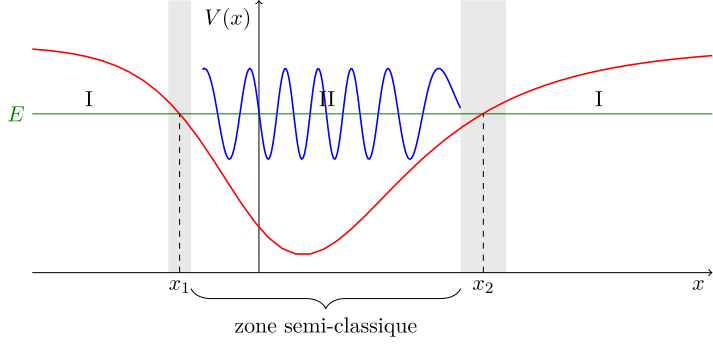 V(x)
I
II
I
E
x₁
x₂
x
zone semi-classique